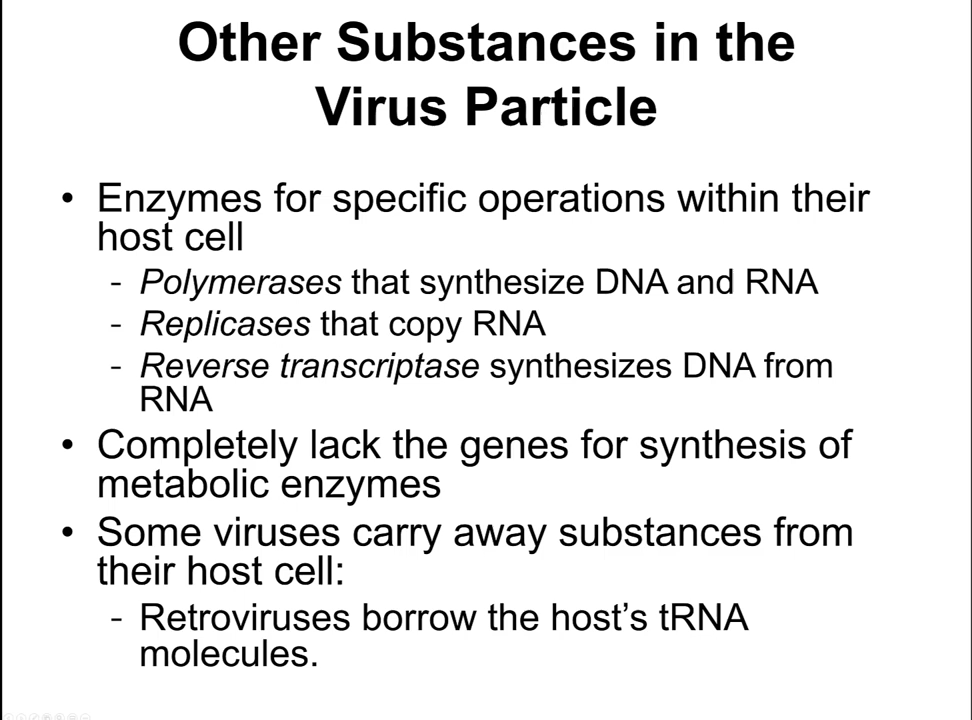 Other Substances in the
Virus Particle
• Enzymes for specific operations within their
host cell
- Polymerases that synthesize DNA and RNA
- Replicases that copy RNA
- Reverse transcriptase synthesizes DNA from
RNA
• Completely lack the genes for synthesis of
metabolic enzymes
• Some viruses carry away substances from
their host cell:
- Retroviruses borrow the host’s tRNA
molecules.